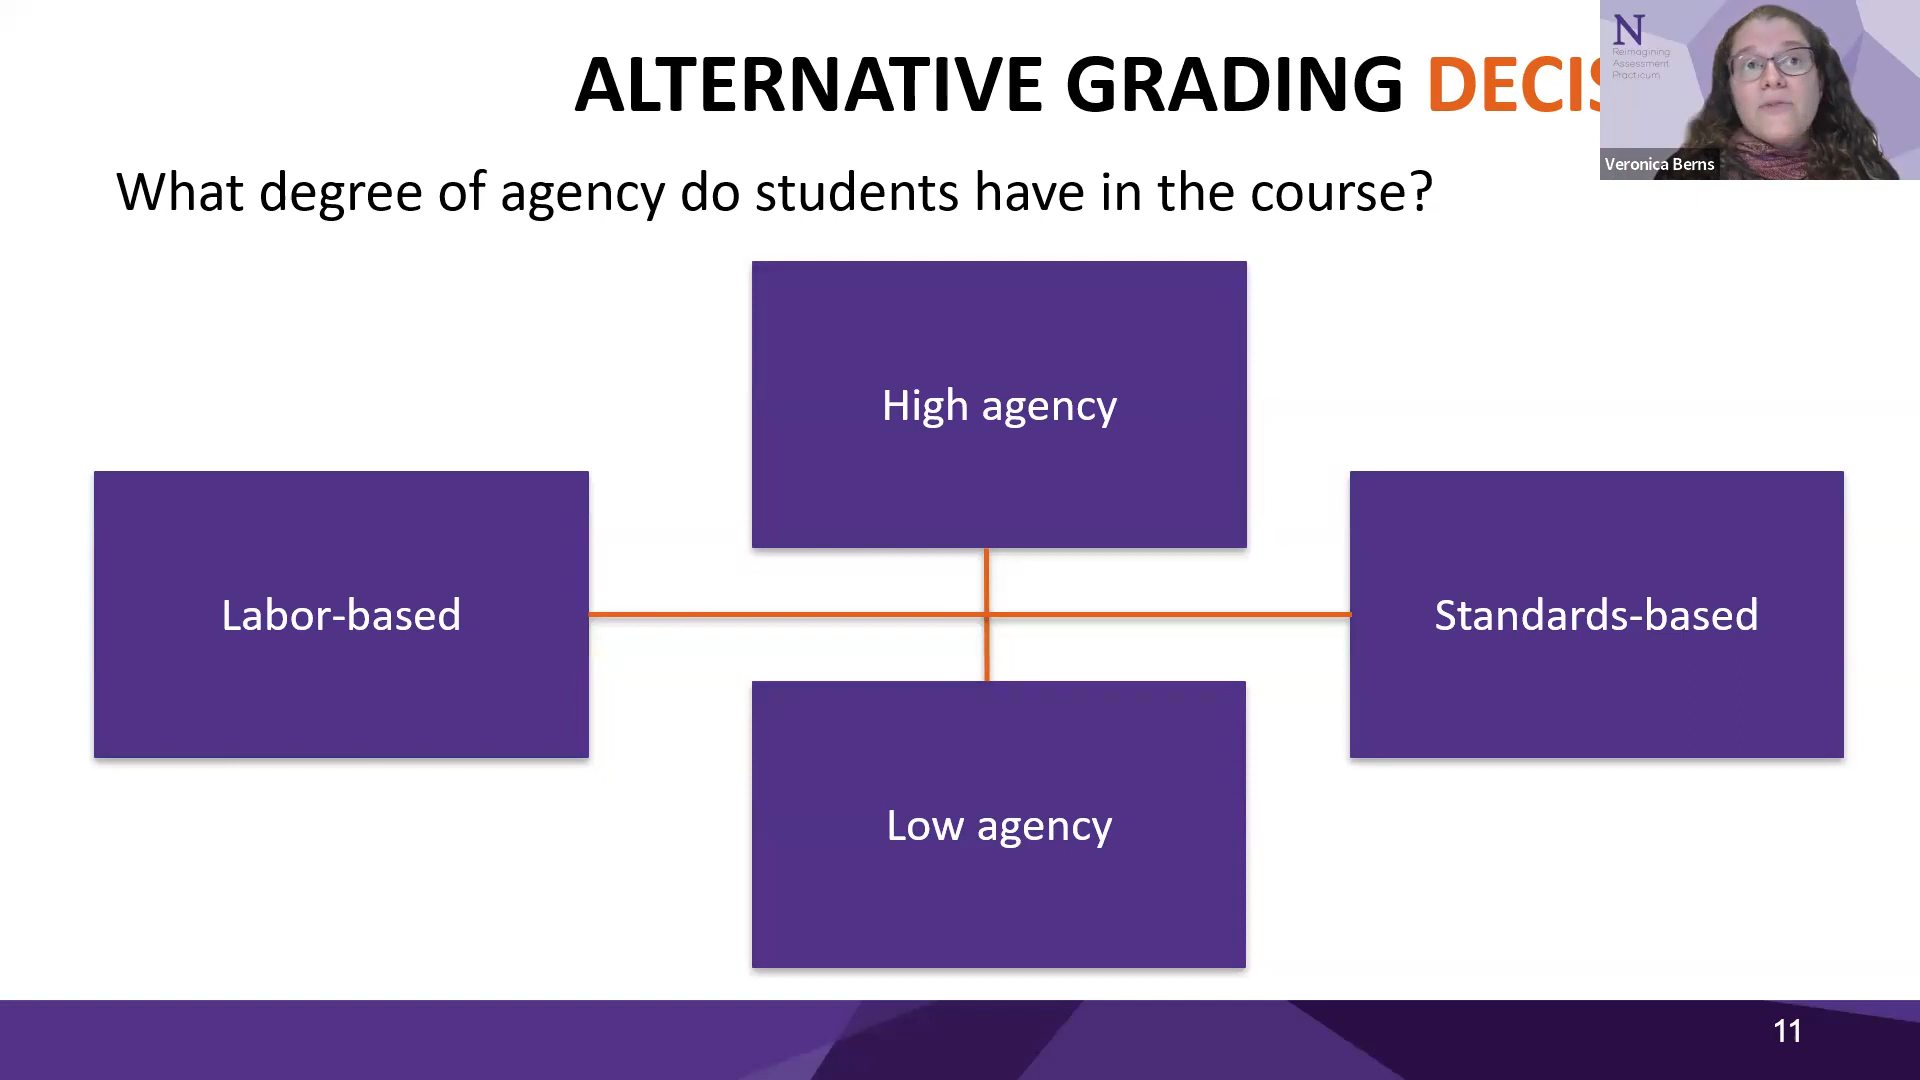 ALTERNATIVE GRADING DECIS
N
Reimagining
Assessment
Practicum
Veronica Berns
What degree of agency do students have in the course?
High agency
Labor-based
Standards-based
Low agency
11